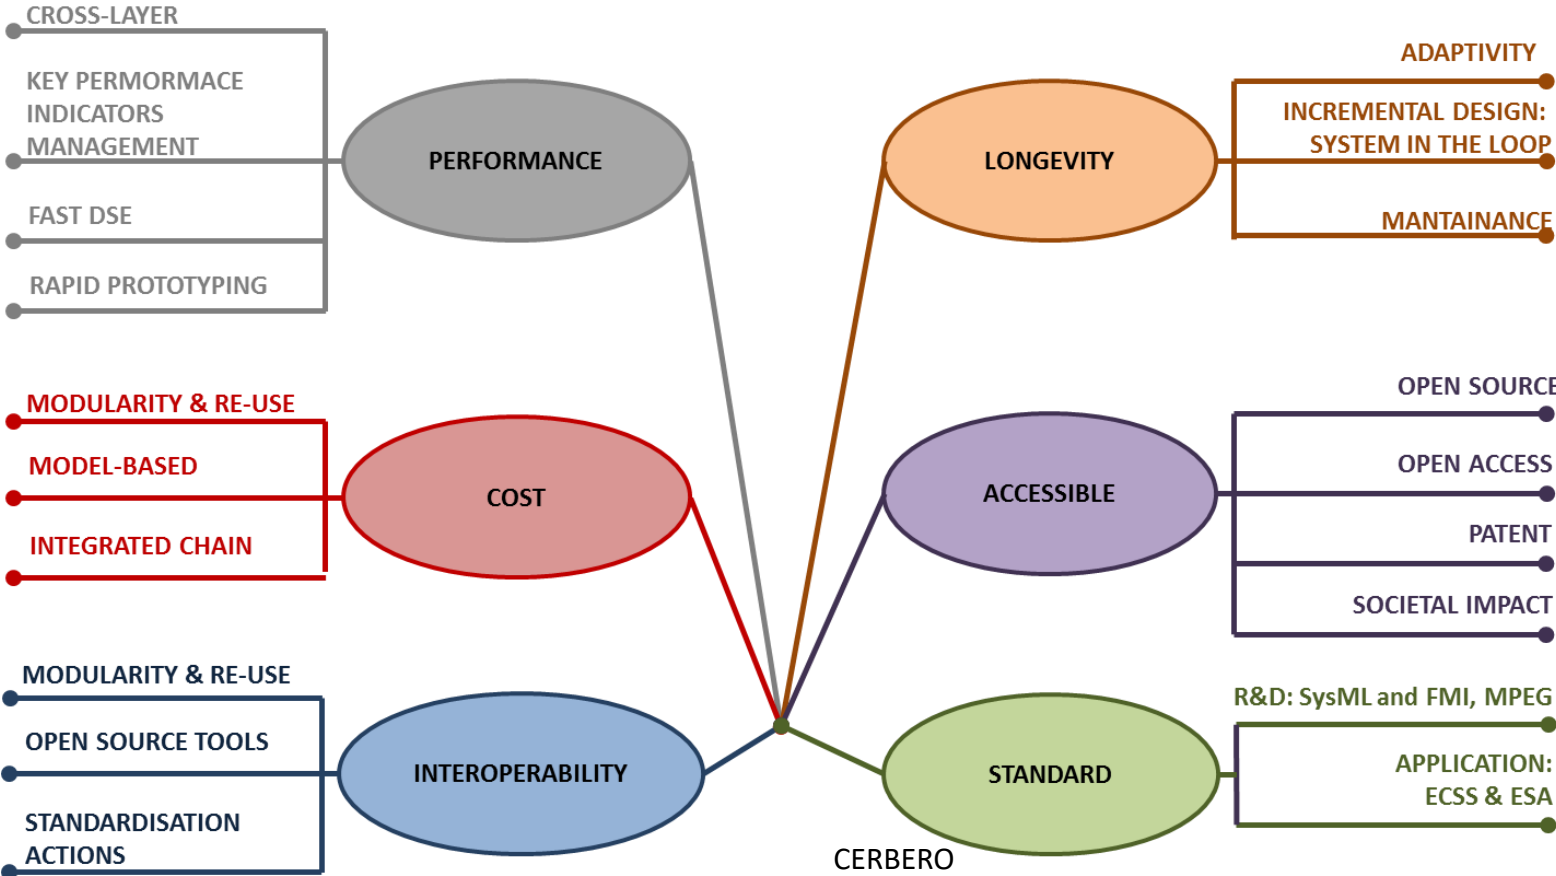 CROSS-LAYER
KEY PERMORMACE
INDICATORS
MANAGEMENT
FAST DSE
RAPID PROTOTYPING
PERFORMANCE
MODULARITY & RE-USE
MODEL-BASED
INTEGRATED CHAIN
COST
MODULARITY & RE-USE
OPEN SOURCE TOOLS
STANDARDISATION
ACTIONS
INTEROPERABILITY
LONGEVITY
ADAPTIVITY
INCREMENTAL DESIGN:
SYSTEM IN THE LOOP
MANTAINANCE
ACCESSIBLE
OPEN SOURCE
OPEN ACCESS
PATENT
SOCIETAL IMPACT
STANDARD
R&D: SysML and FMI, MPEG
APPLICATION:
ECSS & ESA
CERBERO